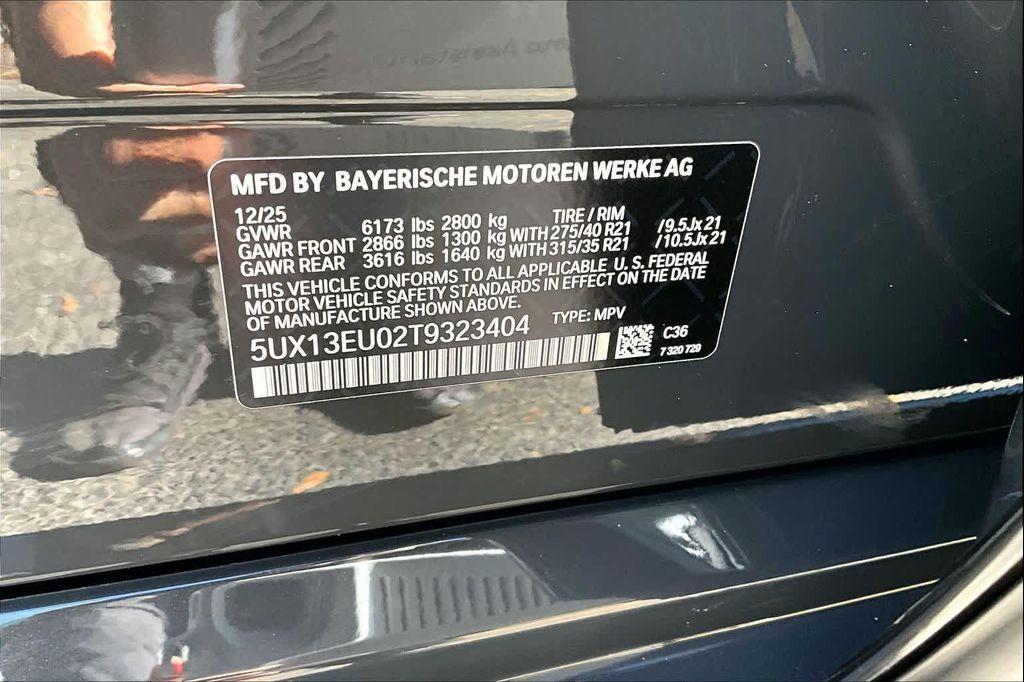 MFD BY BAYERISCHE MOTOREN WERKE AG
12/25 TIRE / RIM
GVWR 6173 lbs 2800 kg
GAWR FRONT 2866 lbs 1300 kg WITH 275/40 R21 /9.5Jx21
GAWR REAR 3616 lbs 1640 kg WITH 315/35 R21 /10.5Jx21
THIS VEHICLE CONFORMS TO ALL APPLICABLE U. S. FEDERAL
MOTOR VEHICLE SAFETY STANDARDS IN EFFECT ON THE DATE
OF MANUFACTURE SHOWN ABOVE.
5UX13EU02T9323404 TYPE: MPV
C36
7 320 729